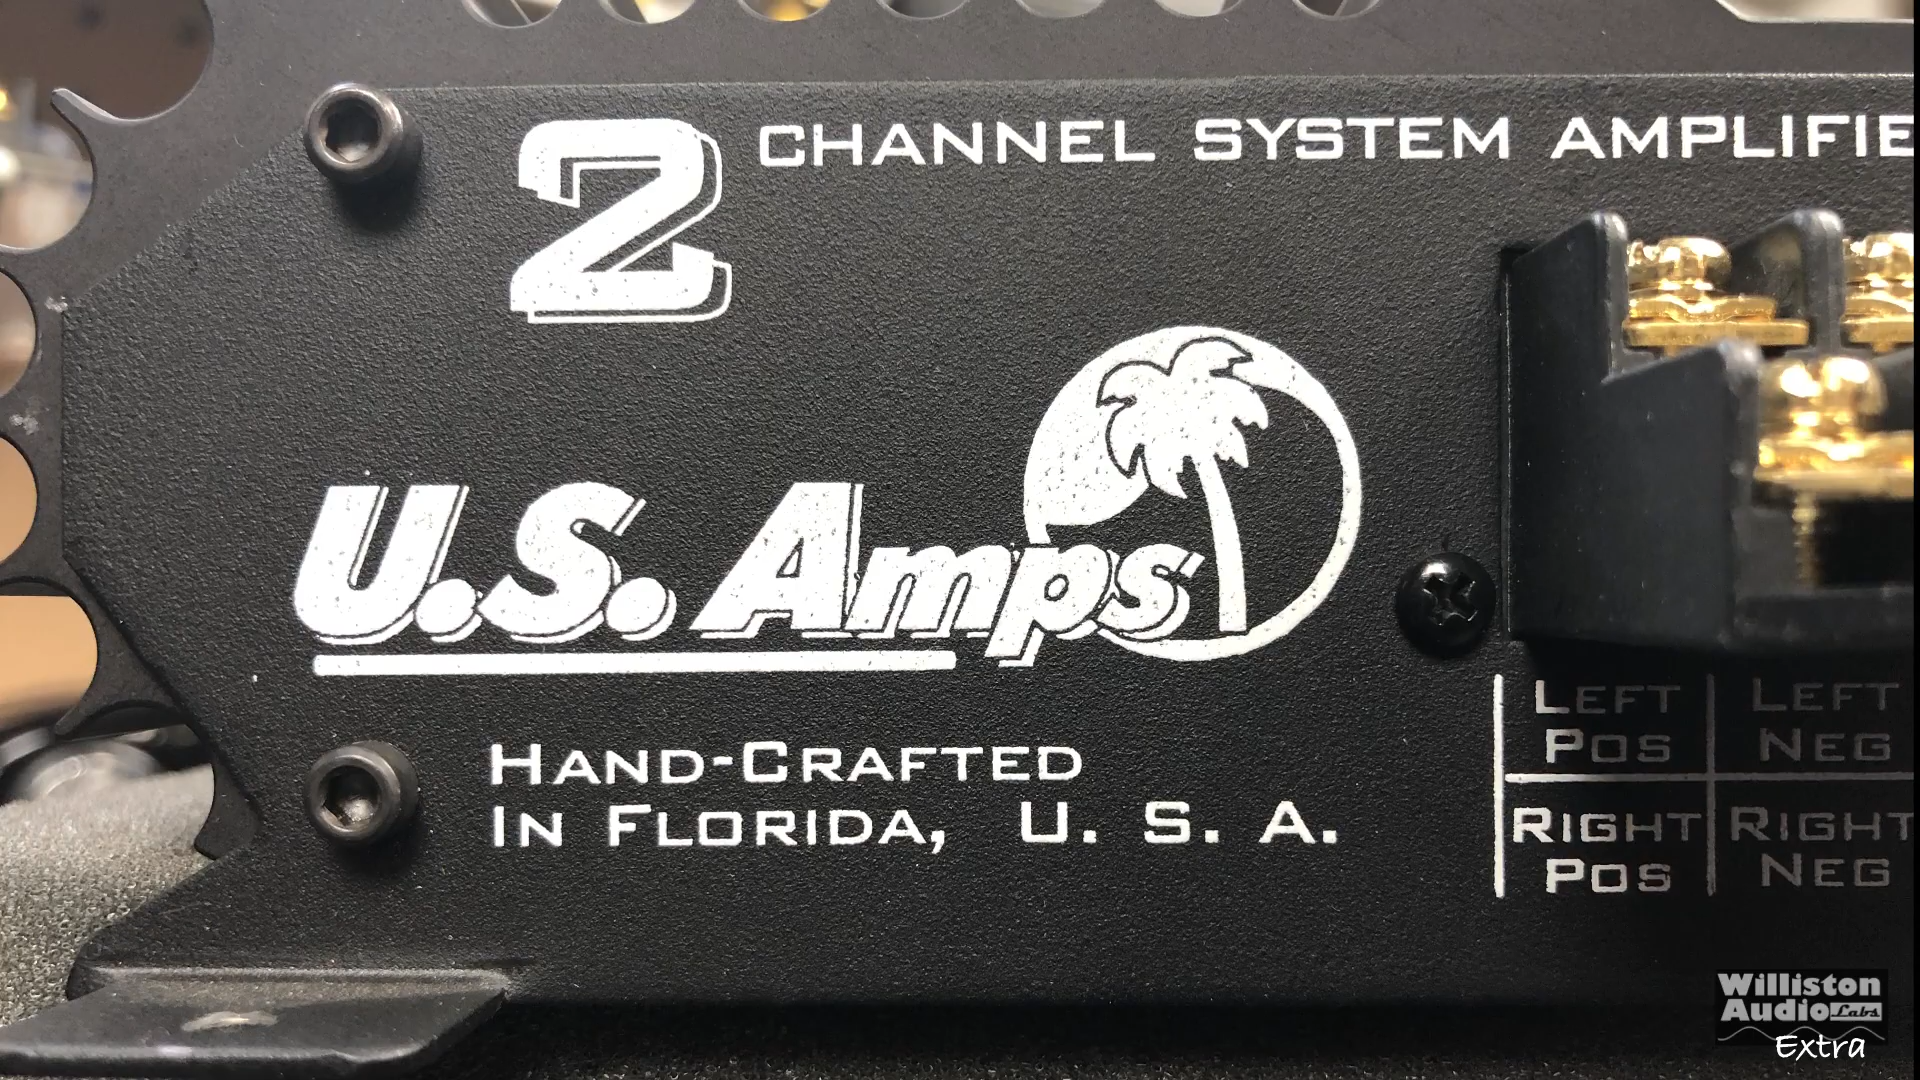 2 CHANNEL SYSTEM AMPLIFIE
U.S. Amps
HAND-CRAFTED
IN FLORIDA, U. S. A.
LEFT POS
LEFT NEG
RIGHT POS
RIGHT NEG
Williston
Audio Labs
Extra